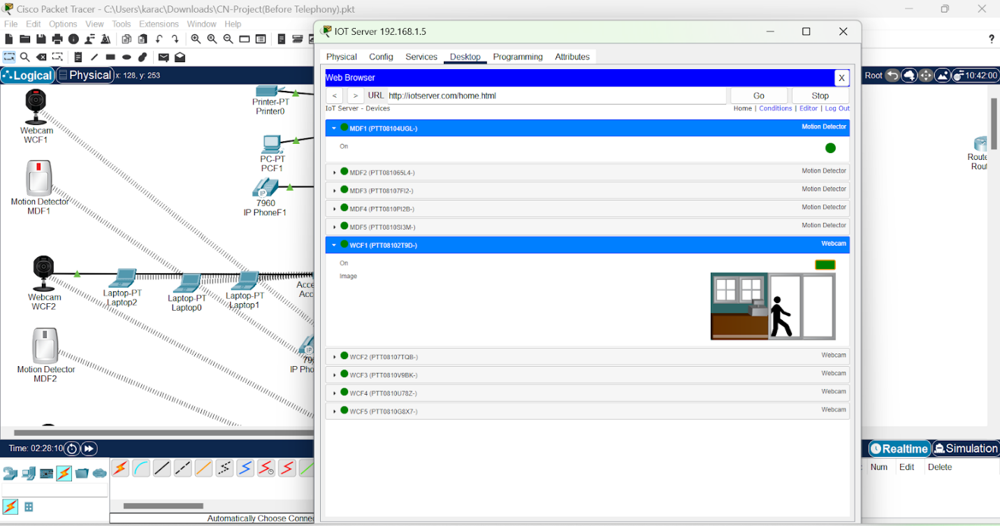 Cisco Packet Tracer - C:\Users\karac\Downloads\CN-Project(Before Telephony).pkt
File Edit Options View Tools Extensions Window Help
?
Logical Physical x: 128, y: 253
Root 10:42:00
Webcam
WCF1
Motion Detector
MDF1
Webcam
WCF2
Motion Detector
MDF2
Printer-PT
Printer0
PC-PT
PCF1
IP
7960
IP PhoneF1
Laptop-PT
Laptop2
Laptop-PT
Laptop0
Laptop-PT
Laptop1
Acce
Acc
IP
79
IP Pho
Route
Rout
IOT Server 192.168.1.5
Physical Config Services Desktop Programming Attributes
Web Browser X
< > URL http://iotserver.com/home.html Go Stop
IoT Server - Devices Home | Conditions | Editor | Log Out
MDF1 (PTT08104UGL-) Motion Detector
On
MDF2 (PTT081065L4-) Motion Detector
MDF3 (PTT08107FI2-) Motion Detector
MDF4 (PTT0810PI2B-) Motion Detector
MDF5 (PTT0810SI3M-) Motion Detector
WCF1 (PTT08102T9D-) Webcam
On
Image
WCF2 (PTT08107TQB-) Webcam
WCF3 (PTT0810V9BK-) Webcam
WCF4 (PTT0810U78Z-) Webcam
WCF5 (PTT0810G8X7-) Webcam
Time: 02:28:10
Realtime Simulation
Num Edit Delete
Automatically Choose Connec